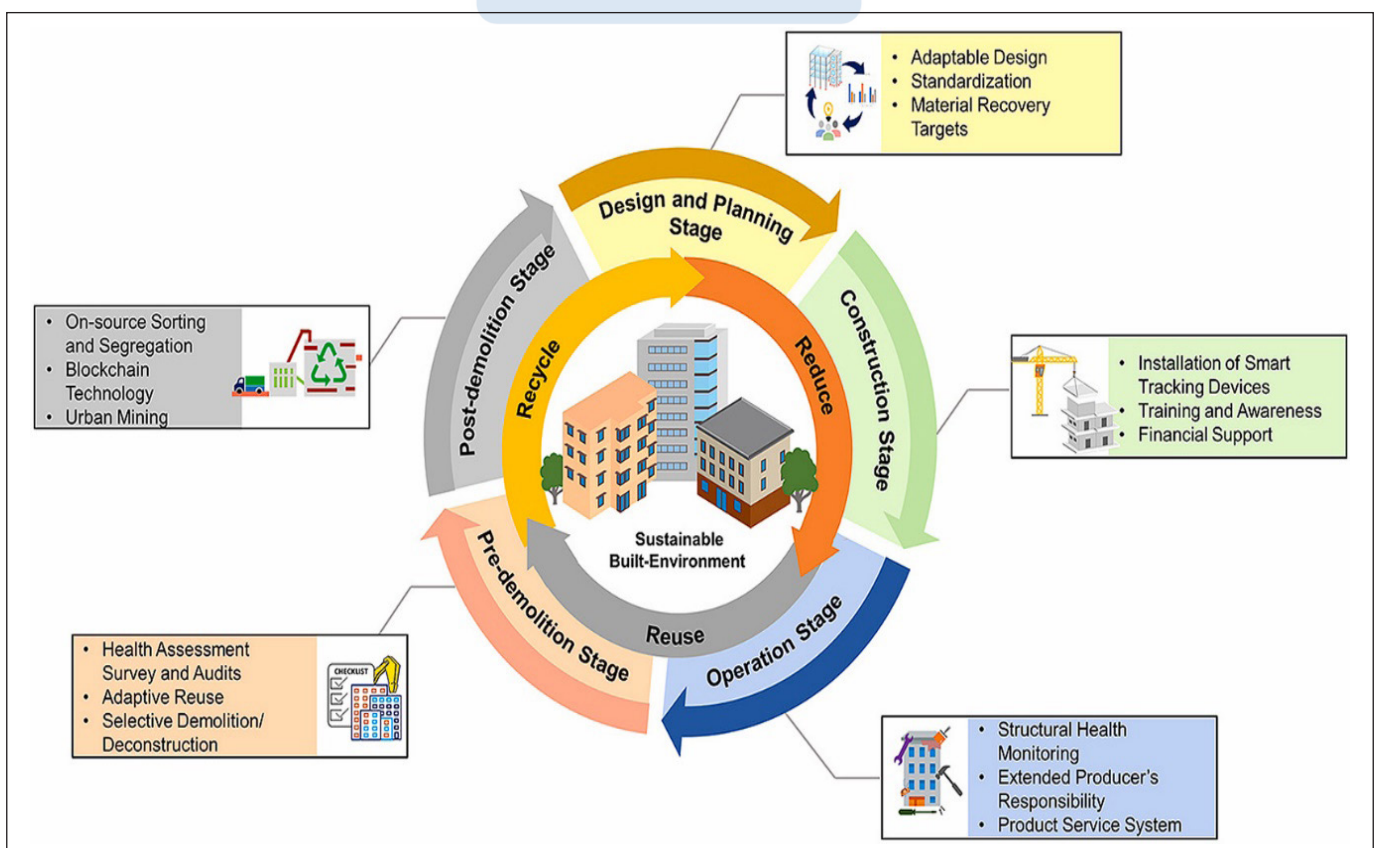 • Adaptable Design
• Standardization
• Material Recovery
Targets
Design and Planning
Stage
Construction Stage
• Installation of Smart
Tracking Devices
• Training and Awareness
• Financial Support
Operation Stage
• Structural Health
Monitoring
• Extended Producer's
Responsibility
• Product Service System
Pre-demolition Stage
• Health Assessment
Survey and Audits
• Adaptive Reuse
• Selective Demolition/
Deconstruction
CHECKLIST
Post-demolition Stage
• On-source Sorting
and Segregation
• Blockchain
Technology
• Urban Mining
Reduce
Reuse
Recycle
Sustainable
Built-Environment